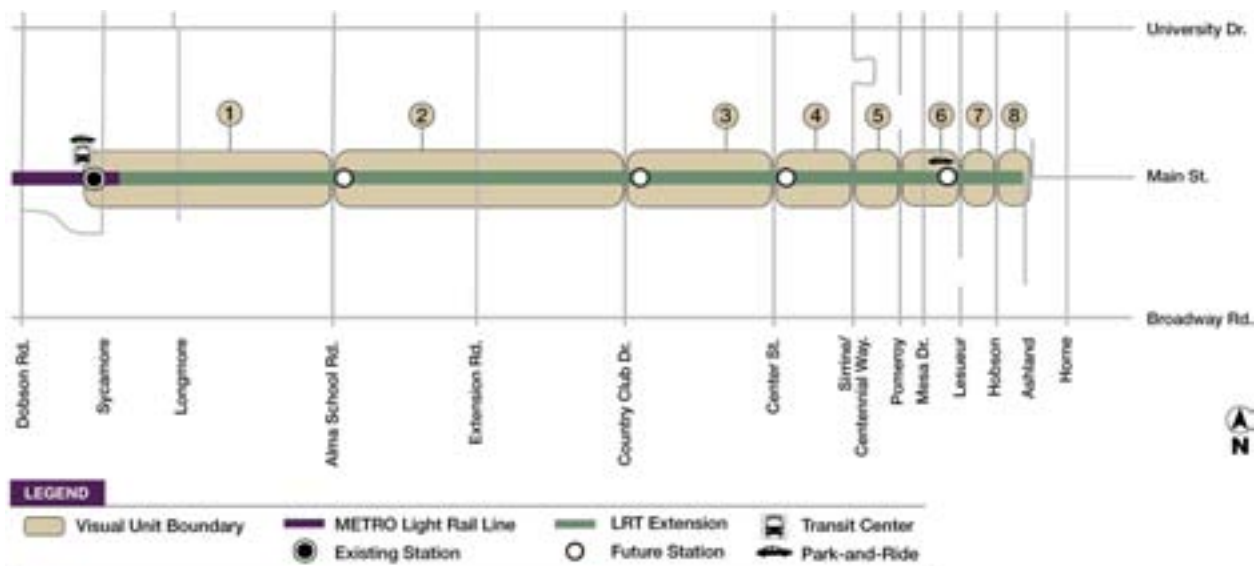 University Dr.
1
2
3
4
5
6
7
8
Main St.
Broadway Rd.
Dobson Rd.
Sycamore
Longmore
Alma School Rd.
Extension Rd.
Country Club Dr.
Center St.
Sirrine/
Centennial Way.
Pomeroy
Mesa Dr.
Lesueur
Hobson
Ashland
Horne
N
LEGEND
Visual Unit Boundary
METRO Light Rail Line
LRT Extension
Transit Center
Existing Station
Future Station
Park-and-Ride